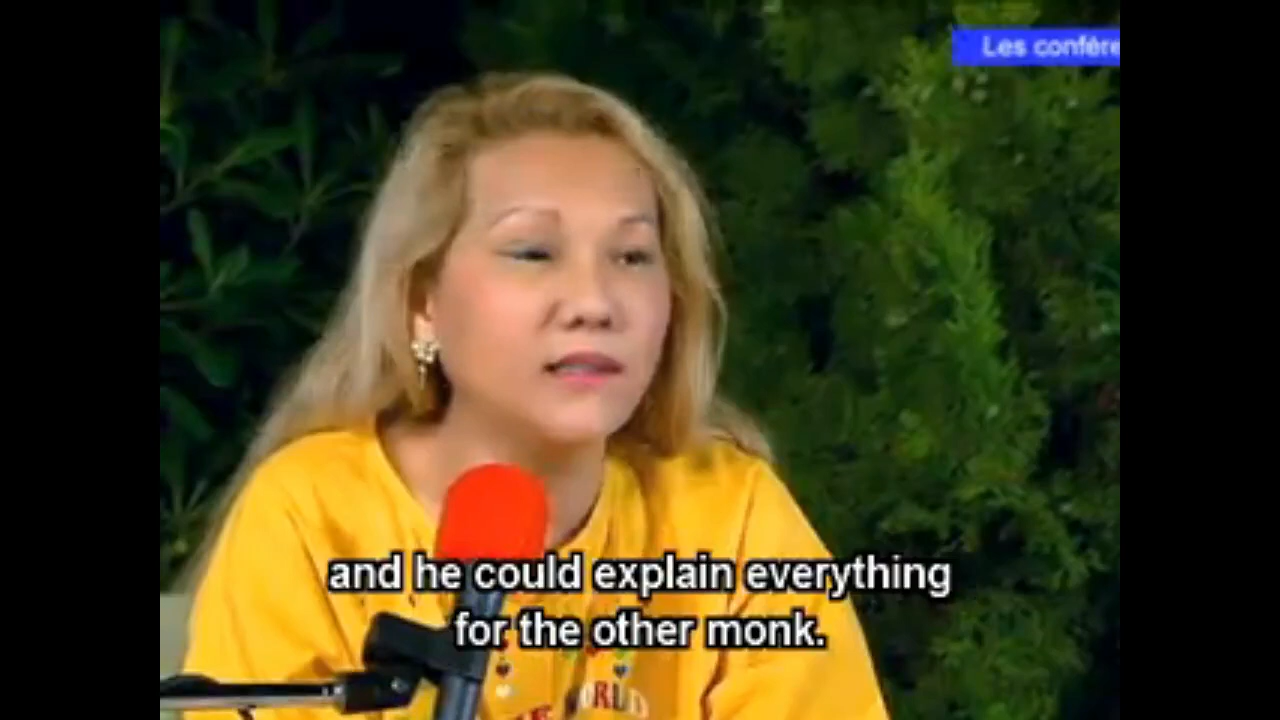 Les confére
and he could explain everything
for the other monk.